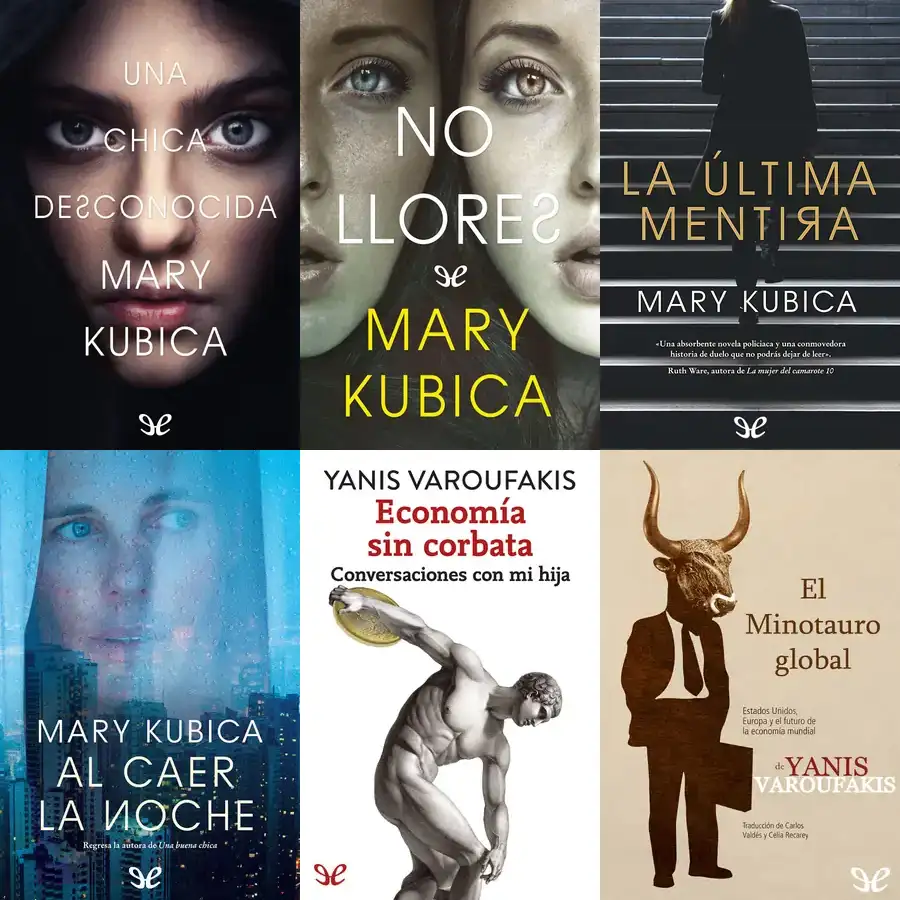 UNA
CHICA
DESCONOCIDA
MARY
KUBICA
NO
LLORES
MARY
KUBICA
LA ÚLTIMA
MENTIRA
MARY KUBICA
«Una absorbente novela policiaca y una conmovedora
historia de duelo que no podrás dejar de leer».
Ruth Ware, autora de La mujer del camarote 10
MARY KUBICA
AL CAER
LA NOCHE
Regresa la autora de Una buena chica
YANIS VAROUFAKIS
Economía
sin corbata
Conversaciones con mi hija
El
Minotauro
global
Estados Unidos,
Europa y el futuro de
la economía mundial
de YANIS
VAROUFAKIS
Traducción de Carlos
Valdés y Celia Recarey